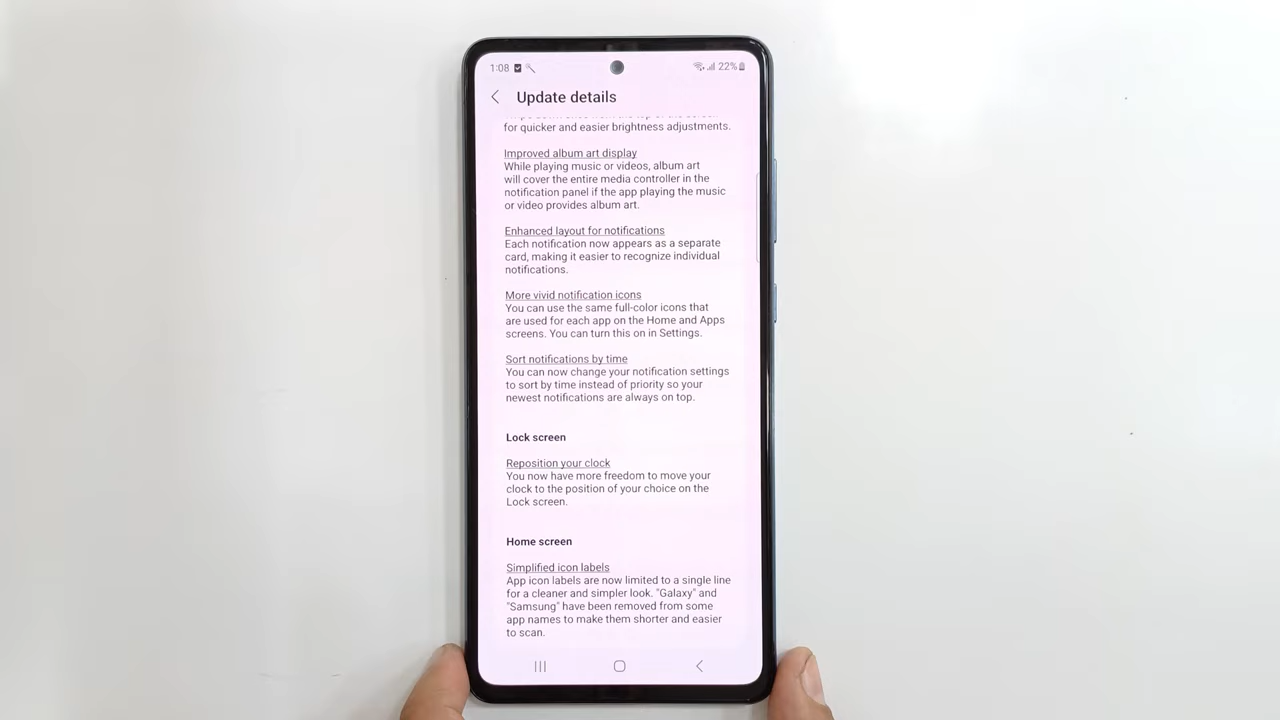 1:08
22%
Update details
for quicker and easier brightness adjustments.
Improved album art display
While playing music or videos, album art
will cover the entire media controller in the
notification panel if the app playing the music
or video provides album art.
Enhanced layout for notifications
Each notification now appears as a separate
card, making it easier to recognize individual
notifications.
More vivid notification icons
You can use the same full-color icons that
are used for each app on the Home and Apps
screens. You can turn this on in Settings.
Sort notifications by time
You can now change your notification settings
to sort by time instead of priority so your
newest notifications are always on top.
Lock screen
Reposition your clock
You now have more freedom to move your
clock to the position of your choice on the
Lock screen.
Home screen
Simplified icon labels
App icon labels are now limited to a single line
for a cleaner and simpler look. "Galaxy" and
"Samsung" have been removed from some
app names to make them shorter and easier
to scan.